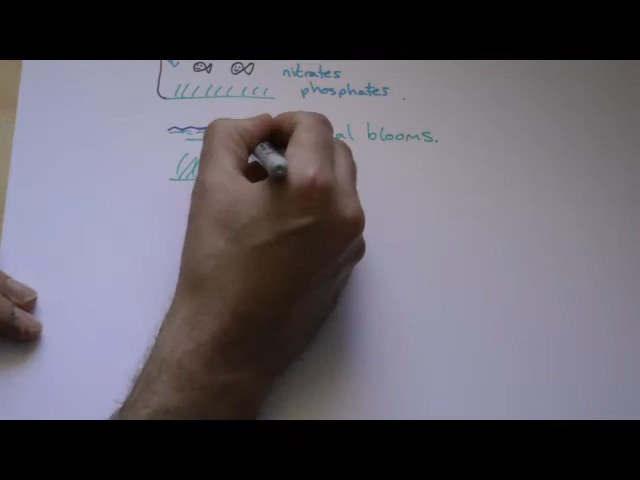 nitrates
phosphates .
al blooms.